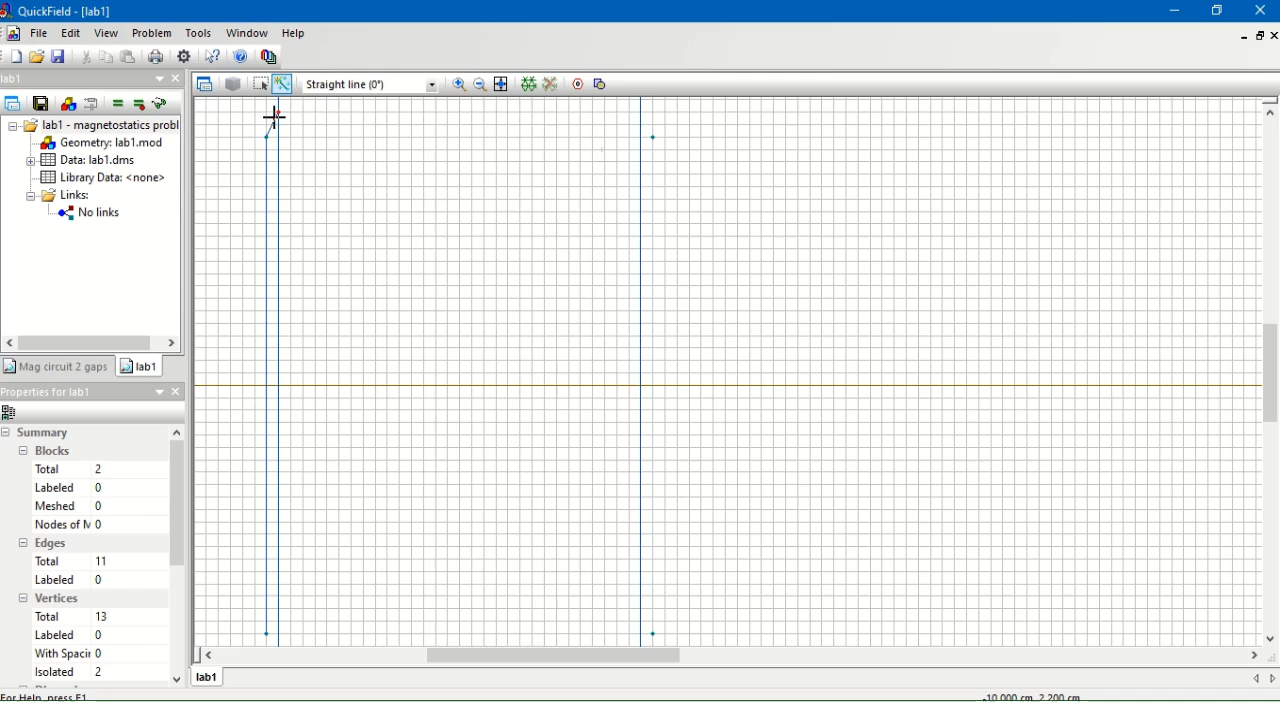 QuickField - [lab1]
File Edit View Problem Tools Window Help
lab1
Straight line (0°)
lab1 - magnetostatics probl
Geometry: lab1.mod
Data: lab1.dms
Library Data: <none>
Links:
No links
Mag circuit 2 gaps lab1
Properties for lab1
Summary
Blocks
Total 2
Labeled 0
Meshed 0
Nodes of M 0
Edges
Total 11
Labeled 0
Vertices
Total 13
Labeled 0
With Spacir 0
Isolated 2
lab1
For Help, press F1
-10.000 cm, 2.200 cm